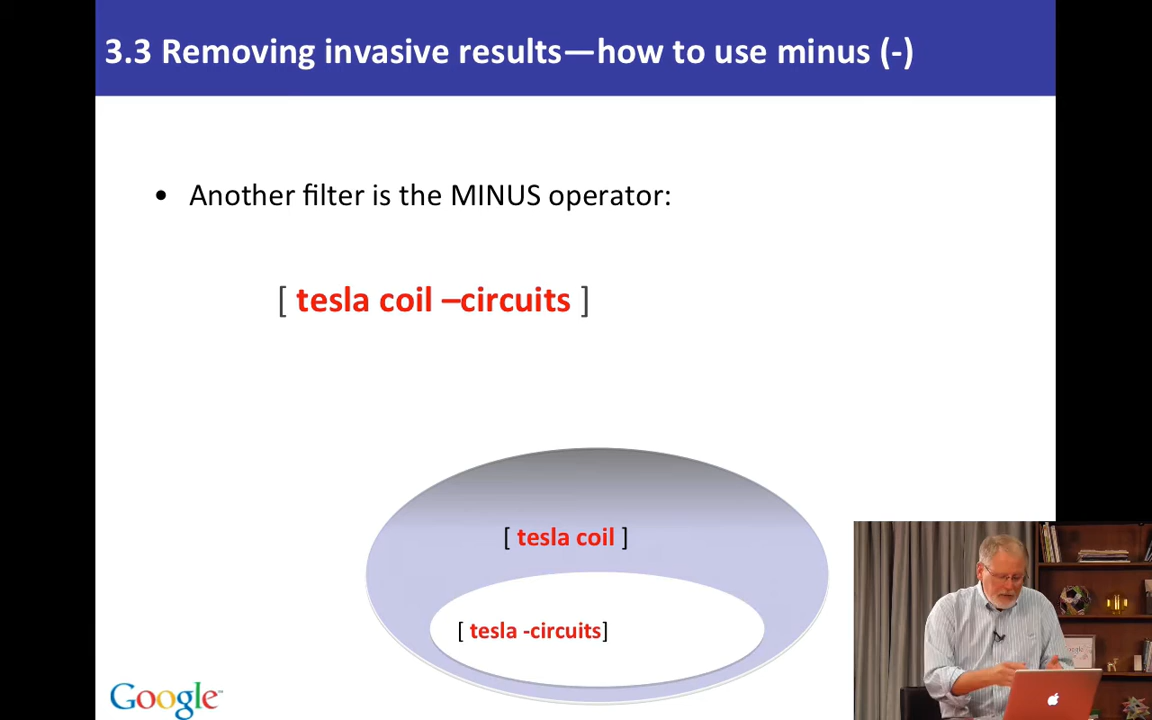 3.3 Removing invasive results—how to use minus (-)
• Another filter is the MINUS operator:
[ tesla coil –circuits ]
[ tesla coil ]
[ tesla -circuits]
Google™